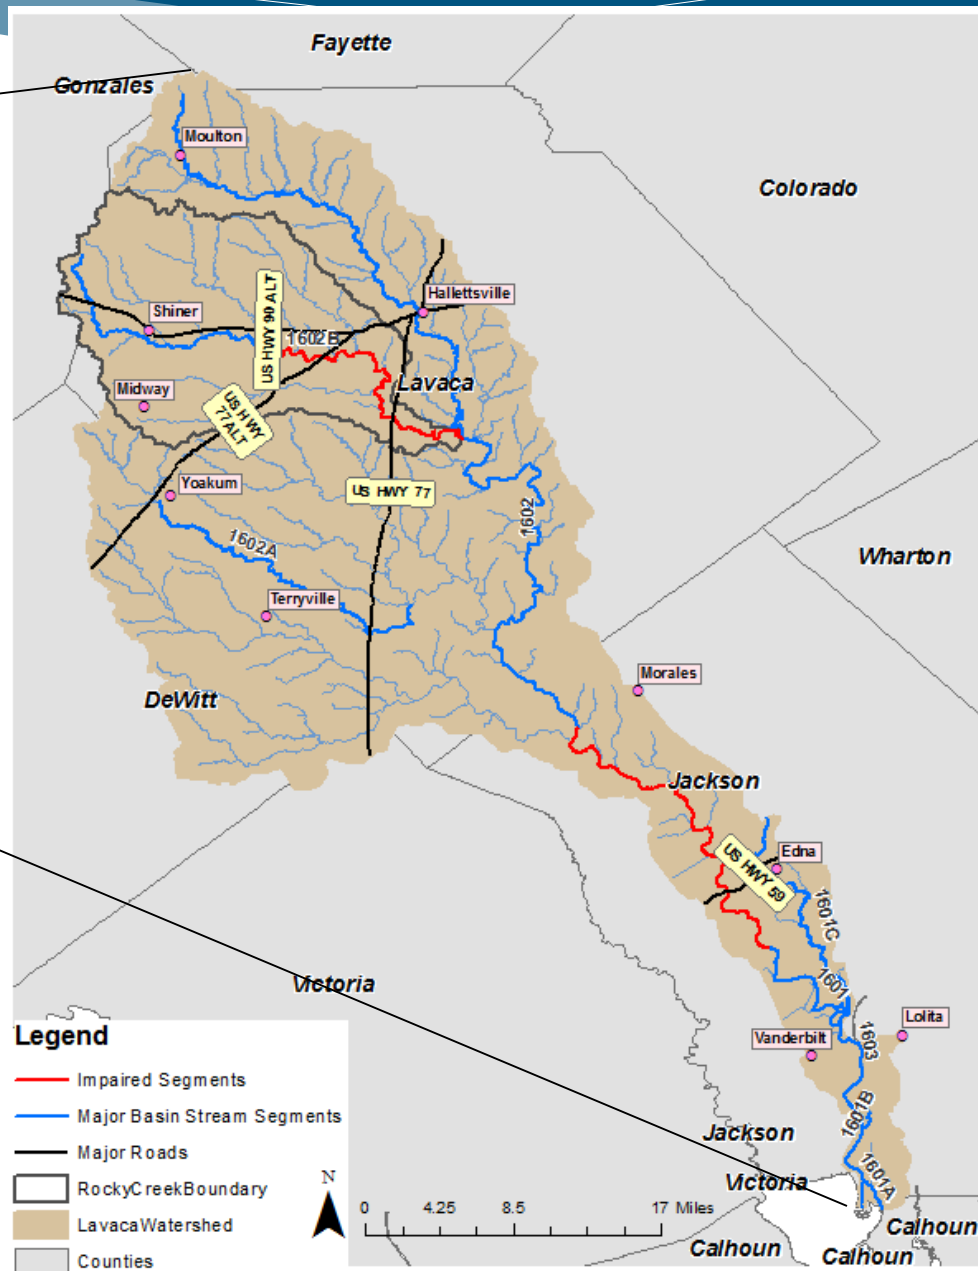 Fayette
Gonzales
Moulton
Colorado
Hallettsville
Shiner
US HWY 90 ALT
1602B
Lavaca
Midway
US HWY
77ALT
Yoakum
US HWY 77
1602
1602A
Wharton
Terryville
Morales
DeWitt
Jackson
Edna
US HWY 59
1601C
Victoria
1601
Lolita
Vanderbilt
1603
1601B
Jackson
1601A
Victoria
Calhoun
Calhoun
Calhoun
Legend
Impaired Segments
Major Basin Stream Segments
Major Roads
RockyCreekBoundary
LavacaWatershed
Counties
N
0 4.25 8.5 17 Miles